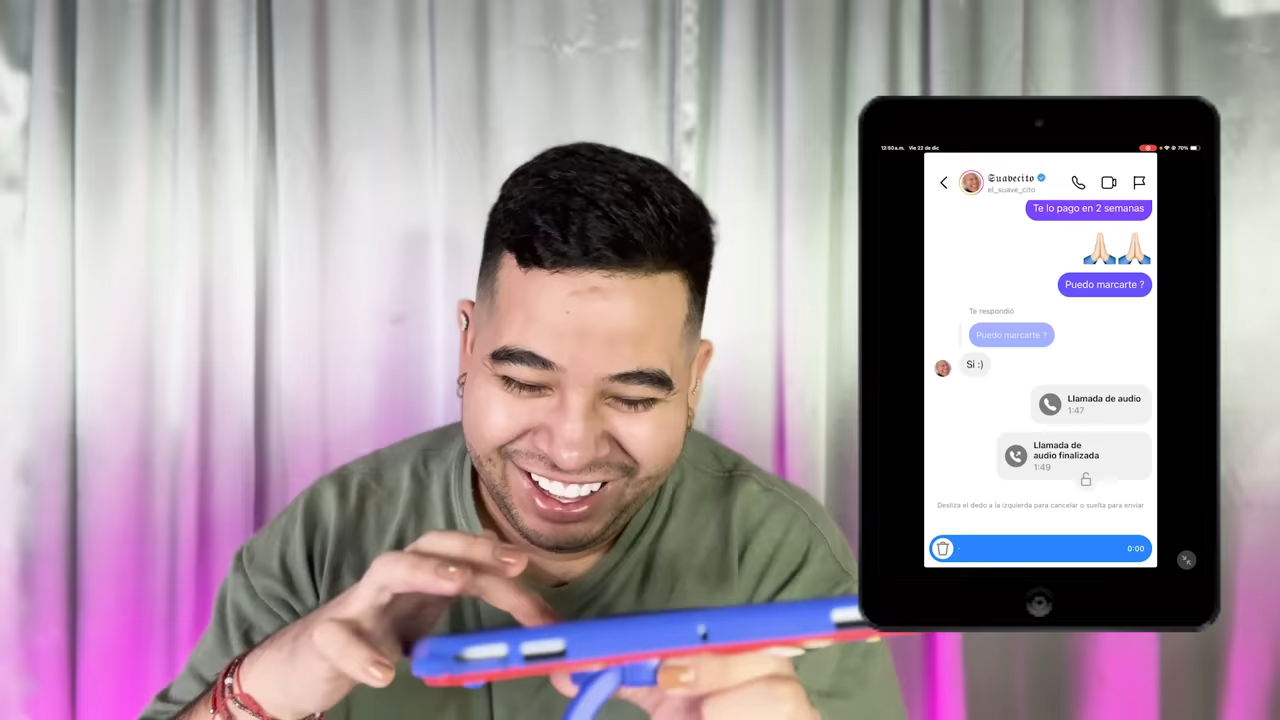 12:50 a.m. Vie 22 de dic
70%
𝕾𝖚𝖆𝖛𝖊𝖈𝖎𝖙𝖔
el_suave_cito
Te lo pago en 2 semanas
Puedo marcarte ?
Te respondió
Puedo marcarte ?
Si :)
Llamada de audio
1:47
Llamada de
audio finalizada
1:49
Desliza el dedo a la izquierda para cancelar o suelta para enviar
0:00